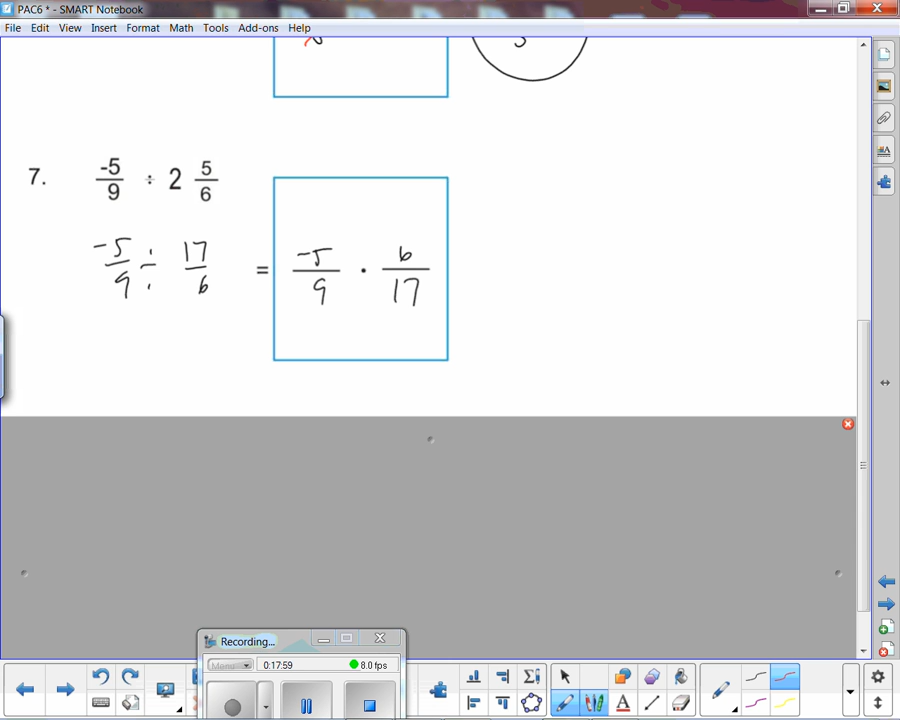 PAC6 * - SMART Notebook
File Edit View Insert Format Math Tools Add-ons Help
7. -5/9 ÷ 2 5/6
-5/9 ÷ 17/6 = -5/9 · 6/17
Recording...
Menu 0:17:59 8.0 fps